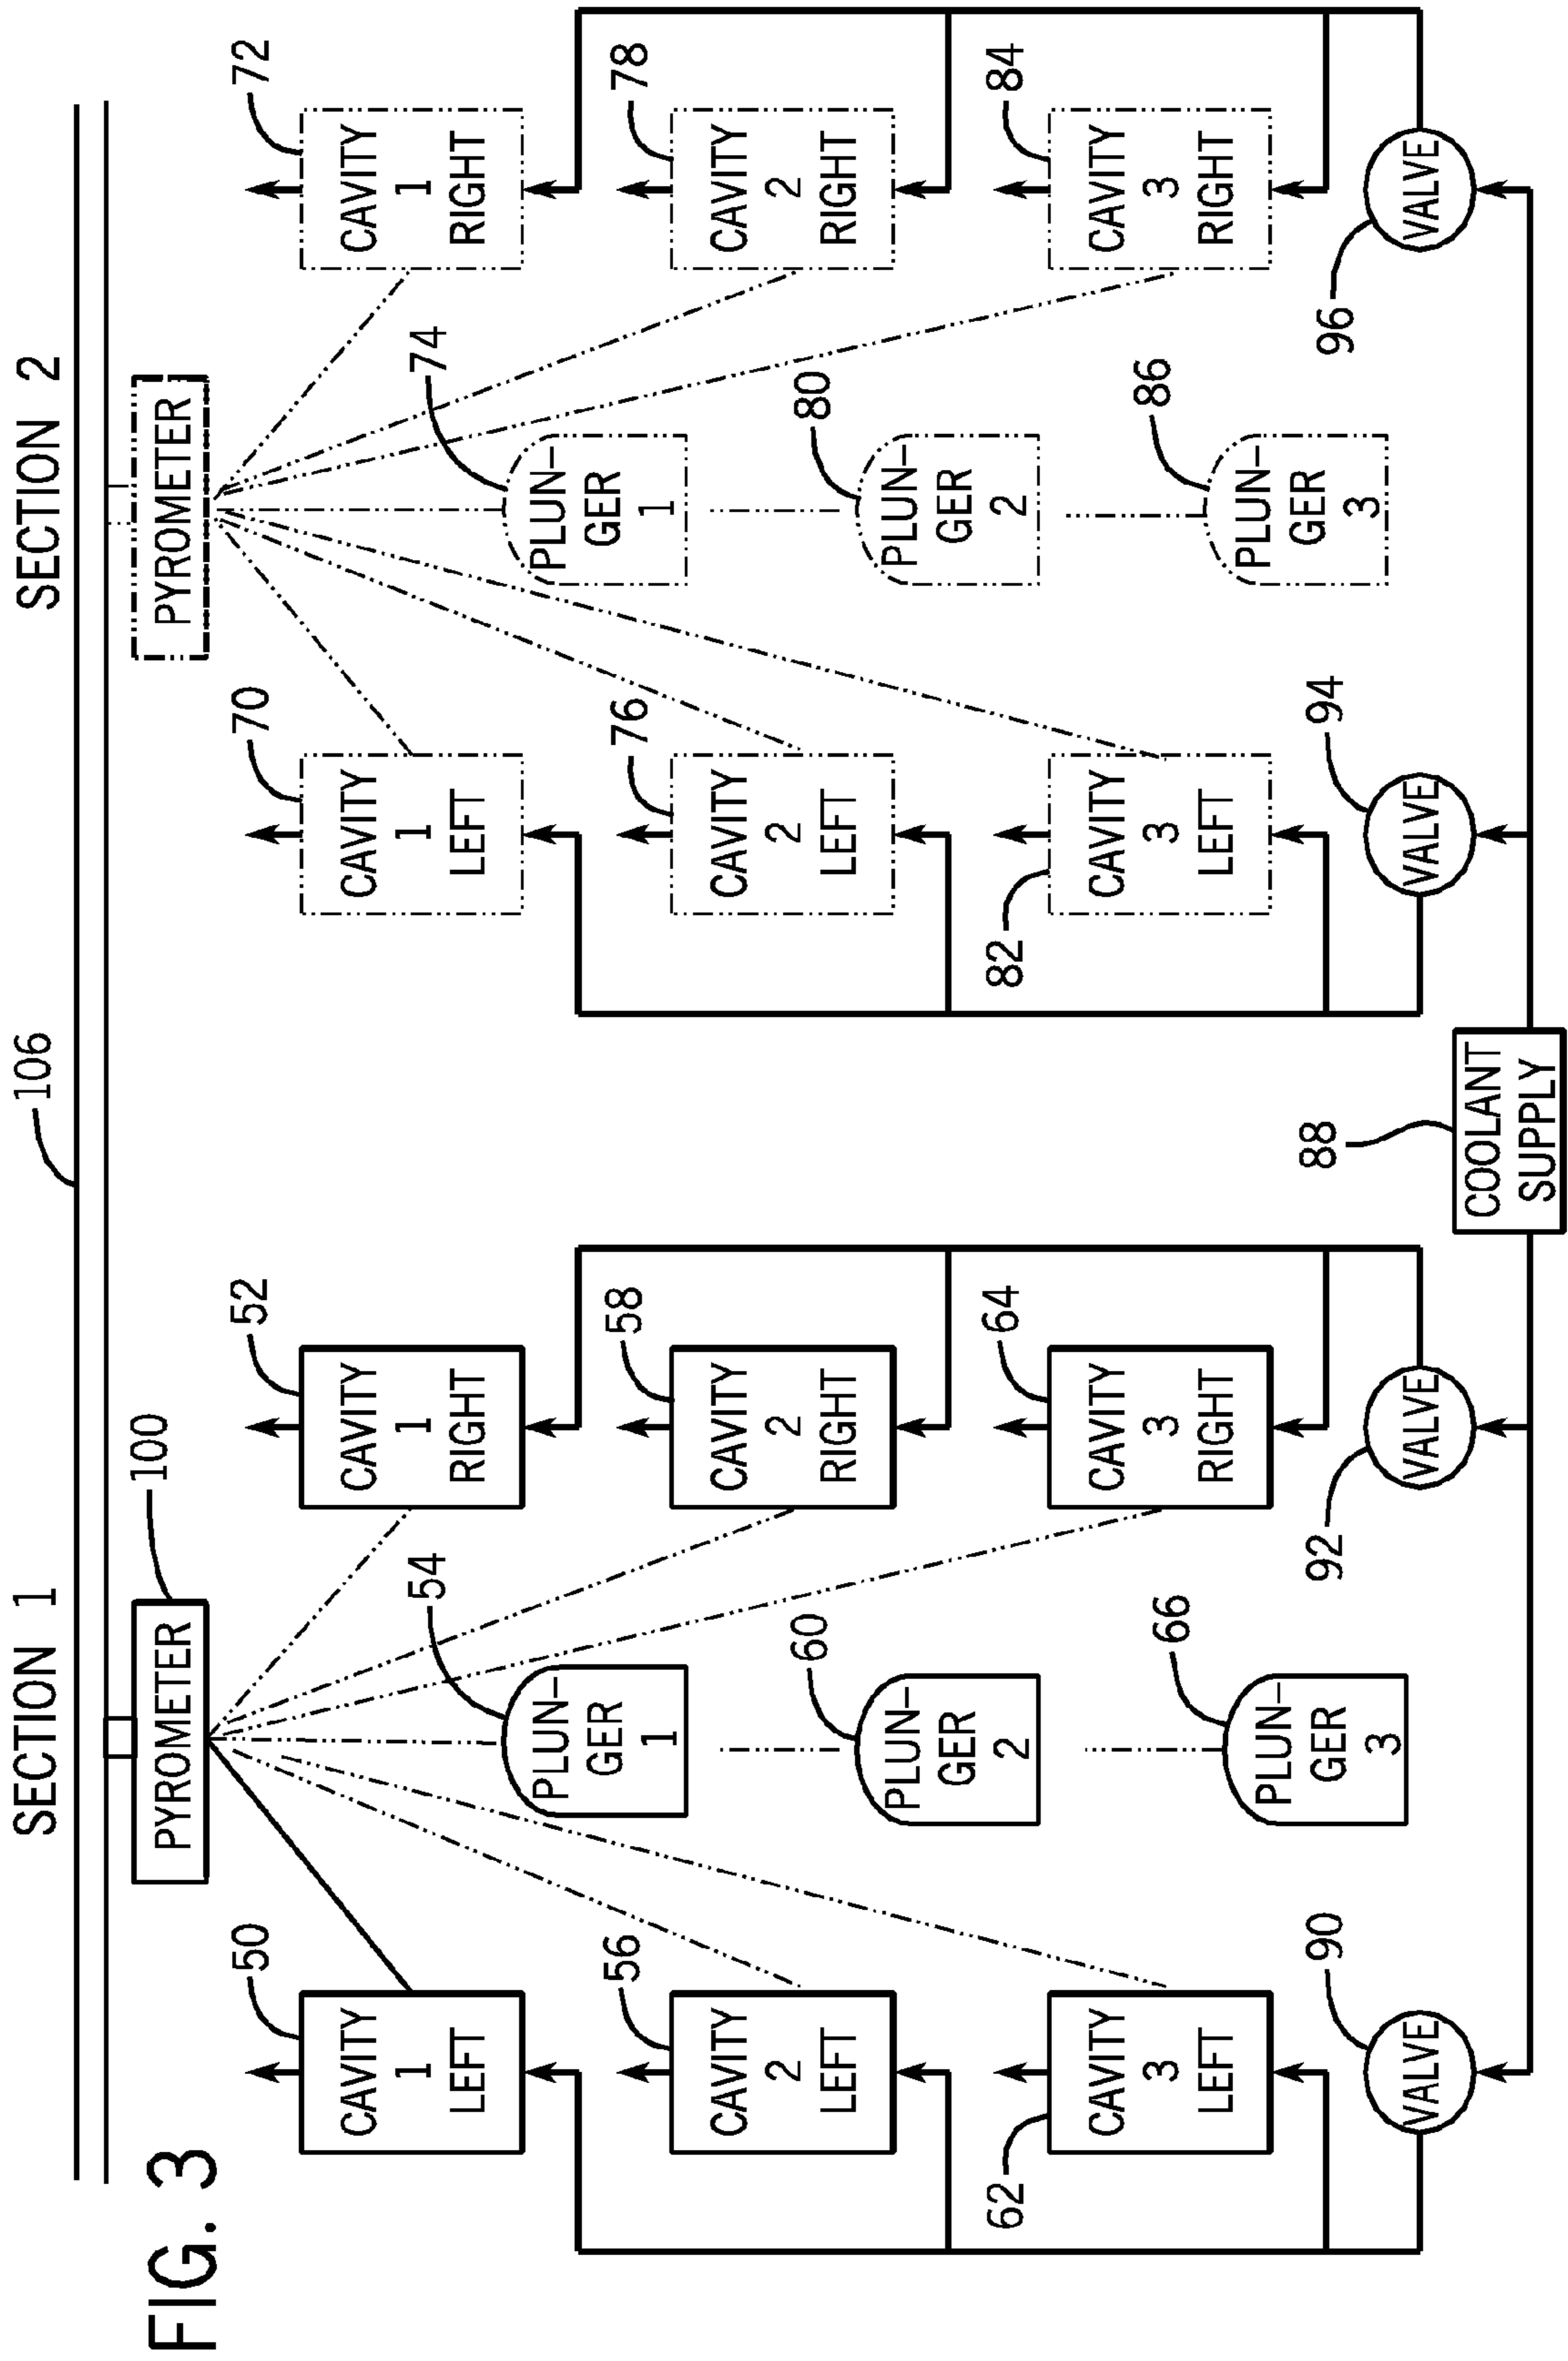 FIG. 3
SECTION 1
SECTION 2
106
PYROMETER
100
PYROMETER
50
CAVITY
1
LEFT
52
CAVITY
1
RIGHT
70
CAVITY
1
LEFT
72
CAVITY
1
RIGHT
54
PLUN-
GER
1
74
PLUN-
GER
1
56
CAVITY
2
LEFT
58
CAVITY
2
RIGHT
76
CAVITY
2
LEFT
78
CAVITY
2
RIGHT
60
PLUN-
GER
2
80
PLUN-
GER
2
62
CAVITY
3
LEFT
64
CAVITY
3
RIGHT
82
CAVITY
3
LEFT
84
CAVITY
3
RIGHT
66
PLUN-
GER
3
86
PLUN-
GER
3
90
VALVE
92
VALVE
88
COOLANT
SUPPLY
94
VALVE
96
VALVE